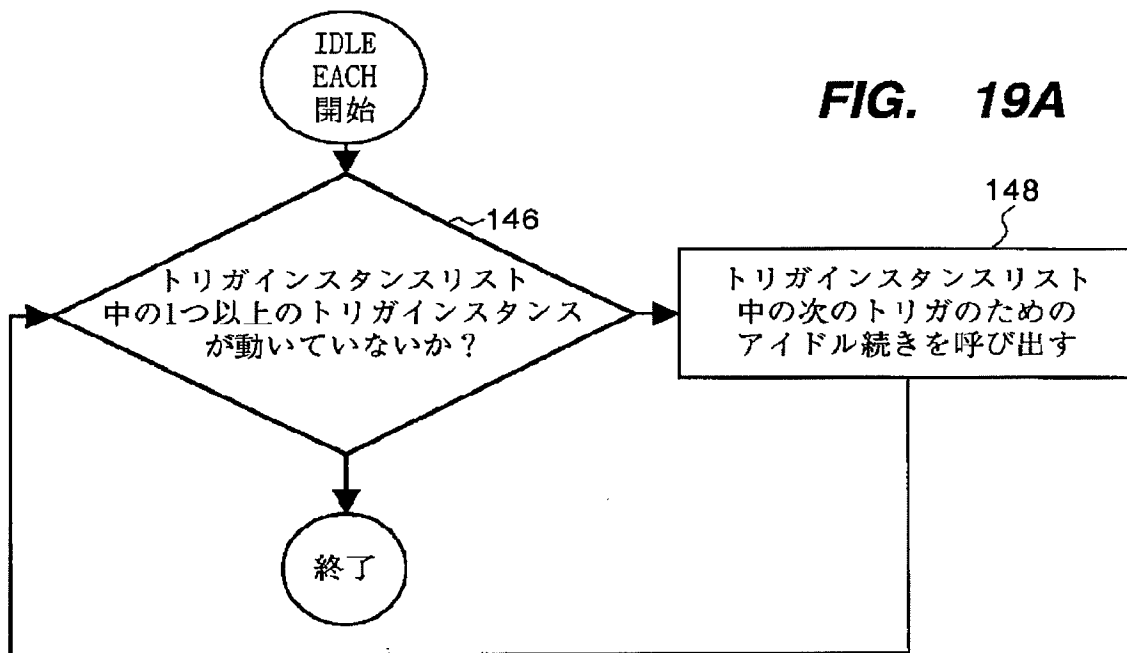 IDLE
EACH
開始
FIG. 19A
146
148
トリガインスタンスリスト
中の1つ以上のトリガインスタンス
が動いていないか？
トリガインスタンスリスト
中の次のトリガのための
アイドル続きを呼び出す
終了